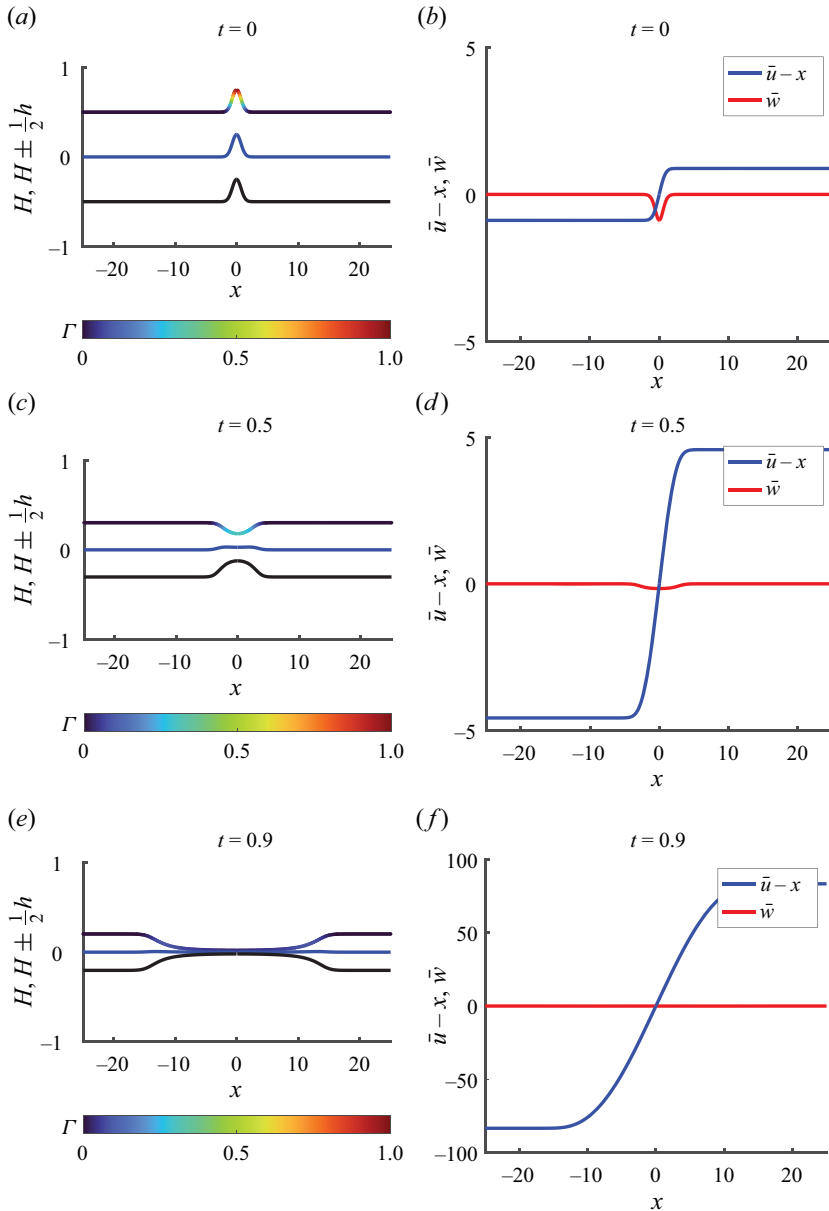 (a)
t = 0
H, H ± 1/2 h
1
0
−1
−20 −10 0 10 20
x
Γ
0 0.5 1.0
(b)
t = 0
ū − x, w̄
5
0
−5
−20 −10 0 10 20
x
ū − x
w̄
(c)
t = 0.5
H, H ± 1/2 h
1
0
−1
−20 −10 0 10 20
x
Γ
0 0.5 1.0
(d)
t = 0.5
ū − x, w̄
5
0
−5
−20 −10 0 10 20
x
ū − x
w̄
(e)
t = 0.9
H, H ± 1/2 h
1
0
−1
−20 −10 0 10 20
x
Γ
0 0.5 1.0
(f)
t = 0.9
ū − x, w̄
100
50
0
−50
−100
−20 −10 0 10 20
x
ū − x
w̄